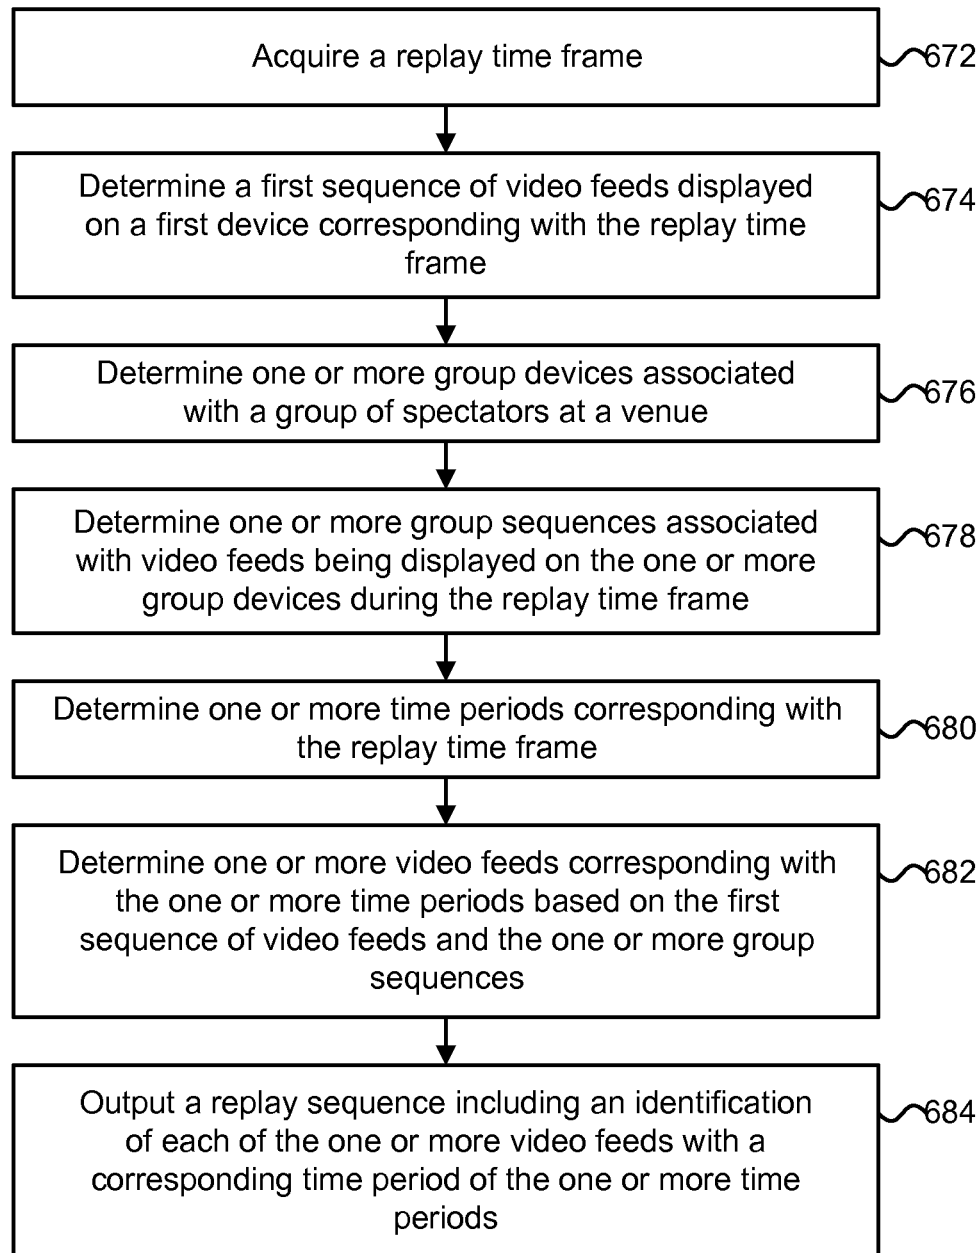 Acquire a replay time frame
672
Determine a first sequence of video feeds displayed
on a first device corresponding with the replay time
frame
674
Determine one or more group devices associated
with a group of spectators at a venue
676
Determine one or more group sequences associated
with video feeds being displayed on the one or more
group devices during the replay time frame
678
Determine one or more time periods corresponding with
the replay time frame
680
Determine one or more video feeds corresponding with
the one or more time periods based on the first
sequence of video feeds and the one or more group
sequences
682
Output a replay sequence including an identification
of each of the one or more video feeds with a
corresponding time period of the one or more time
periods
684